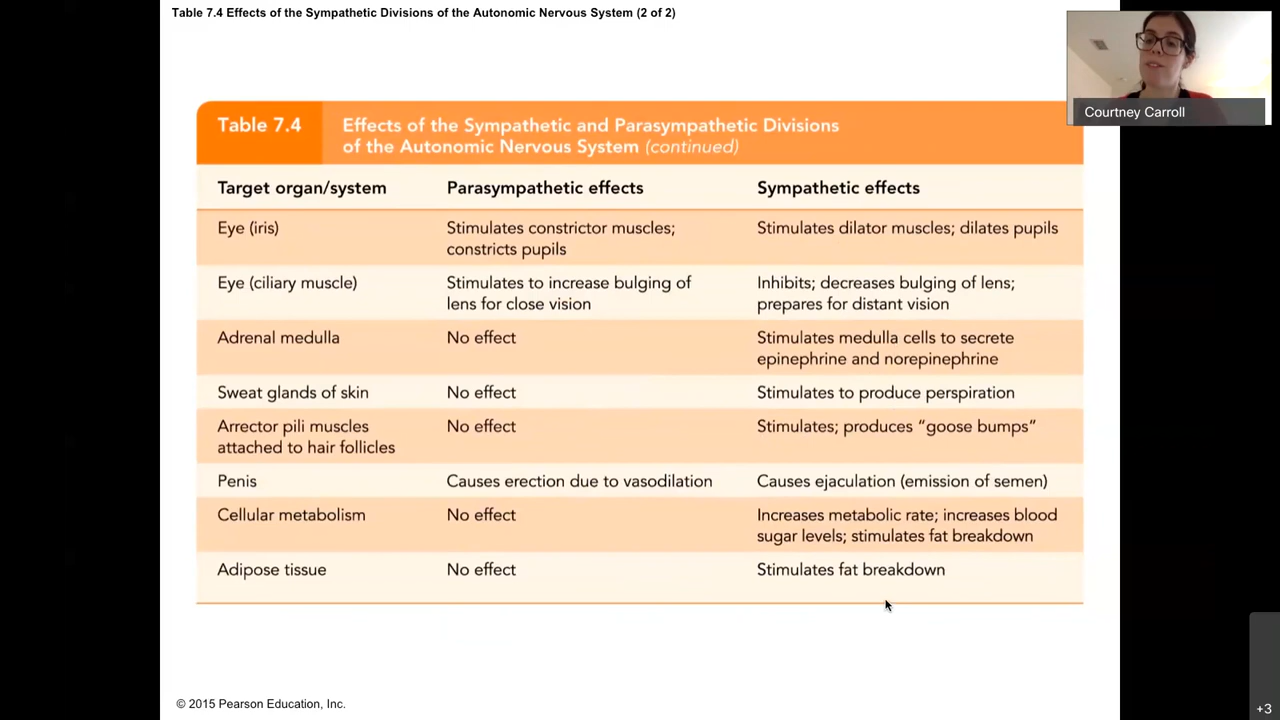 Table 7.4 Effects of the Sympathetic Divisions of the Autonomic Nervous System (2 of 2)
Courtney Carroll
Table 7.4
Effects of the Sympathetic and Parasympathetic Divisions
of the Autonomic Nervous System (continued)
Target organ/system
Parasympathetic effects
Sympathetic effects
Eye (iris)
Stimulates constrictor muscles;
constricts pupils
Stimulates dilator muscles; dilates pupils
Eye (ciliary muscle)
Stimulates to increase bulging of
lens for close vision
Inhibits; decreases bulging of lens;
prepares for distant vision
Adrenal medulla
No effect
Stimulates medulla cells to secrete
epinephrine and norepinephrine
Sweat glands of skin
No effect
Stimulates to produce perspiration
Arrector pili muscles
attached to hair follicles
No effect
Stimulates; produces “goose bumps”
Penis
Causes erection due to vasodilation
Causes ejaculation (emission of semen)
Cellular metabolism
No effect
Increases metabolic rate; increases blood
sugar levels; stimulates fat breakdown
Adipose tissue
No effect
Stimulates fat breakdown
© 2015 Pearson Education, Inc.
+3